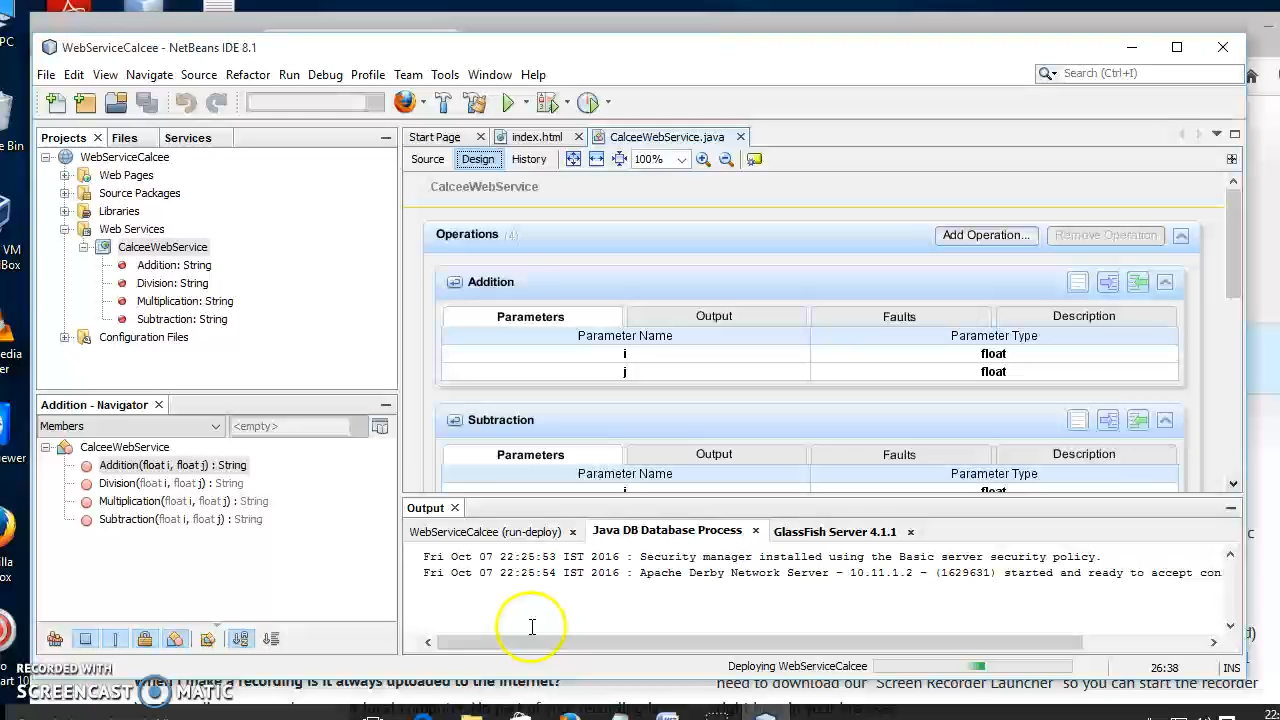 PC
WebServiceCalcee - NetBeans IDE 8.1
File Edit View Navigate Source Refactor Run Debug Profile Team Tools Window Help
Search (Ctrl+I)
Projects Files Services
Start Page index.html CalceeWebService.java
Source Design History 100%
WebServiceCalcee
Web Pages
Source Packages
Libraries
Web Services
CalceeWebService
Addition: String
Division: String
Multiplication: String
Subtraction: String
Configuration Files
CalceeWebService
Operations (4) Add Operation... Remove Operation
Addition
Parameters Output Faults Description
Parameter Name Parameter Type
i float
j float
Subtraction
Parameters Output Faults Description
Parameter Name Parameter Type
i float
Addition - Navigator
Members <empty>
CalceeWebService
Addition(float i, float j) : String
Division(float i, float j) : String
Multiplication(float i, float j) : String
Subtraction(float i, float j) : String
Output
WebServiceCalcee (run-deploy) Java DB Database Process GlassFish Server 4.1.1
Fri Oct 07 22:25:53 IST 2016 : Security manager installed using the Basic server security policy.
Fri Oct 07 22:25:54 IST 2016 : Apache Derby Network Server - 10.11.1.2 - (1629631) started and ready to accept con
Deploying WebServiceCalcee 26:38 INS
e Bin
VM
Box
RECORDED WITH
SCREENCAST MATIC
When I make a recording is it always uploaded to the internet?
need to download our "Screen Recorder Launcher" so you can start the recorder